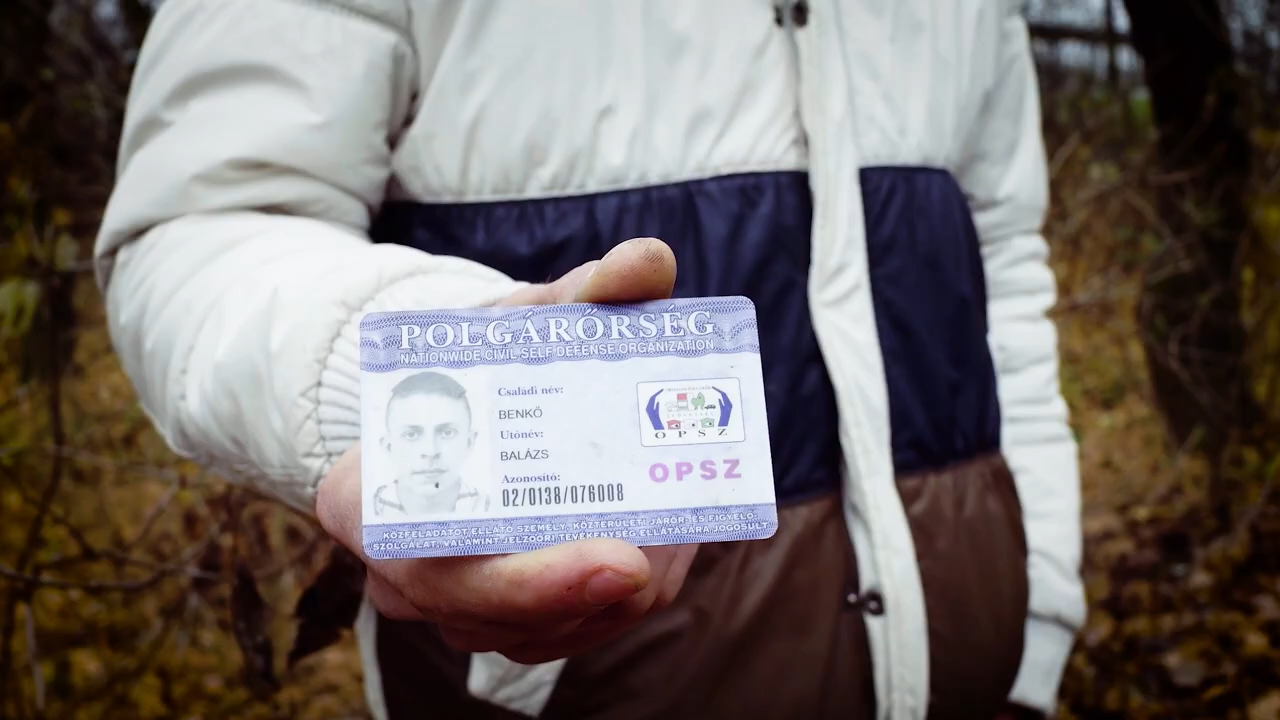 POLGÁRŐRSÉG
NATIONWIDE CIVIL SELF DEFENSE ORGANIZATION
Családi név:
BENKŐ
Utónév:
BALÁZS
Azonosító:
02/0138/076008
OPSZ
OPSZ
KÖZFELADATOT ELLÁTÓ SZEMÉLY, KÖZTERÜLETI JÁRŐR- ÉS FIGYELŐ-
SZOLGÁLAT, VALAMINT JELZŐŐRI TEVÉKENYSÉG ELLÁTÁSÁRA JOGOSULT